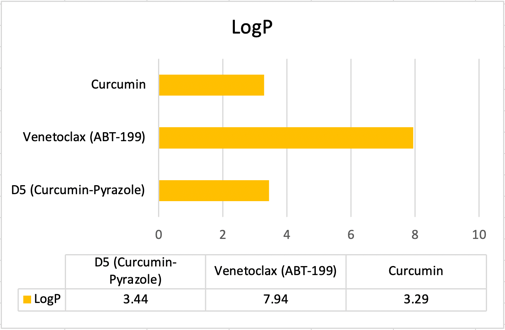 LogP
Curcumin
Venetoclax (ABT-199)
D5 (Curcumin-Pyrazole)
0 2 4 6 8 10
D5 (Curcumin-
Pyrazole) Venetoclax (ABT-199) Curcumin
LogP 3.44 7.94 3.29